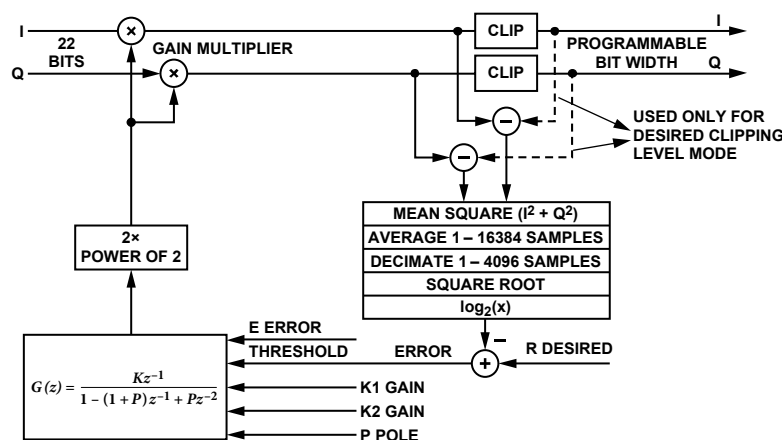 I
I
22
BITS
GAIN MULTIPLIER
×
CLIP
PROGRAMMABLE
BIT WIDTH
Q
×
CLIP
Q
−
−
USED ONLY FOR
DESIRED CLIPPING
LEVEL MODE
MEAN SQUARE (I² + Q²)
AVERAGE 1 – 16384 SAMPLES
DECIMATE 1 – 4096 SAMPLES
SQUARE ROOT
log₂(x)
2×
POWER OF 2
−
+
R DESIRED
E ERROR
THRESHOLD
ERROR
K1 GAIN
K2 GAIN
P POLE
G(z) = Kz⁻¹ / 1 – (1 + P)z⁻¹ + Pz⁻²